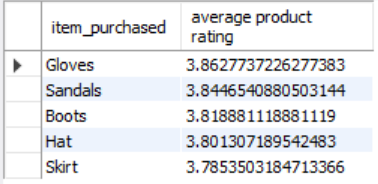 item_purchased average product rating
Gloves 3.8627737226277383
Sandals 3.8446540880503144
Boots 3.818881118881119
Hat 3.801307189542483
Skirt 3.7853503184713366